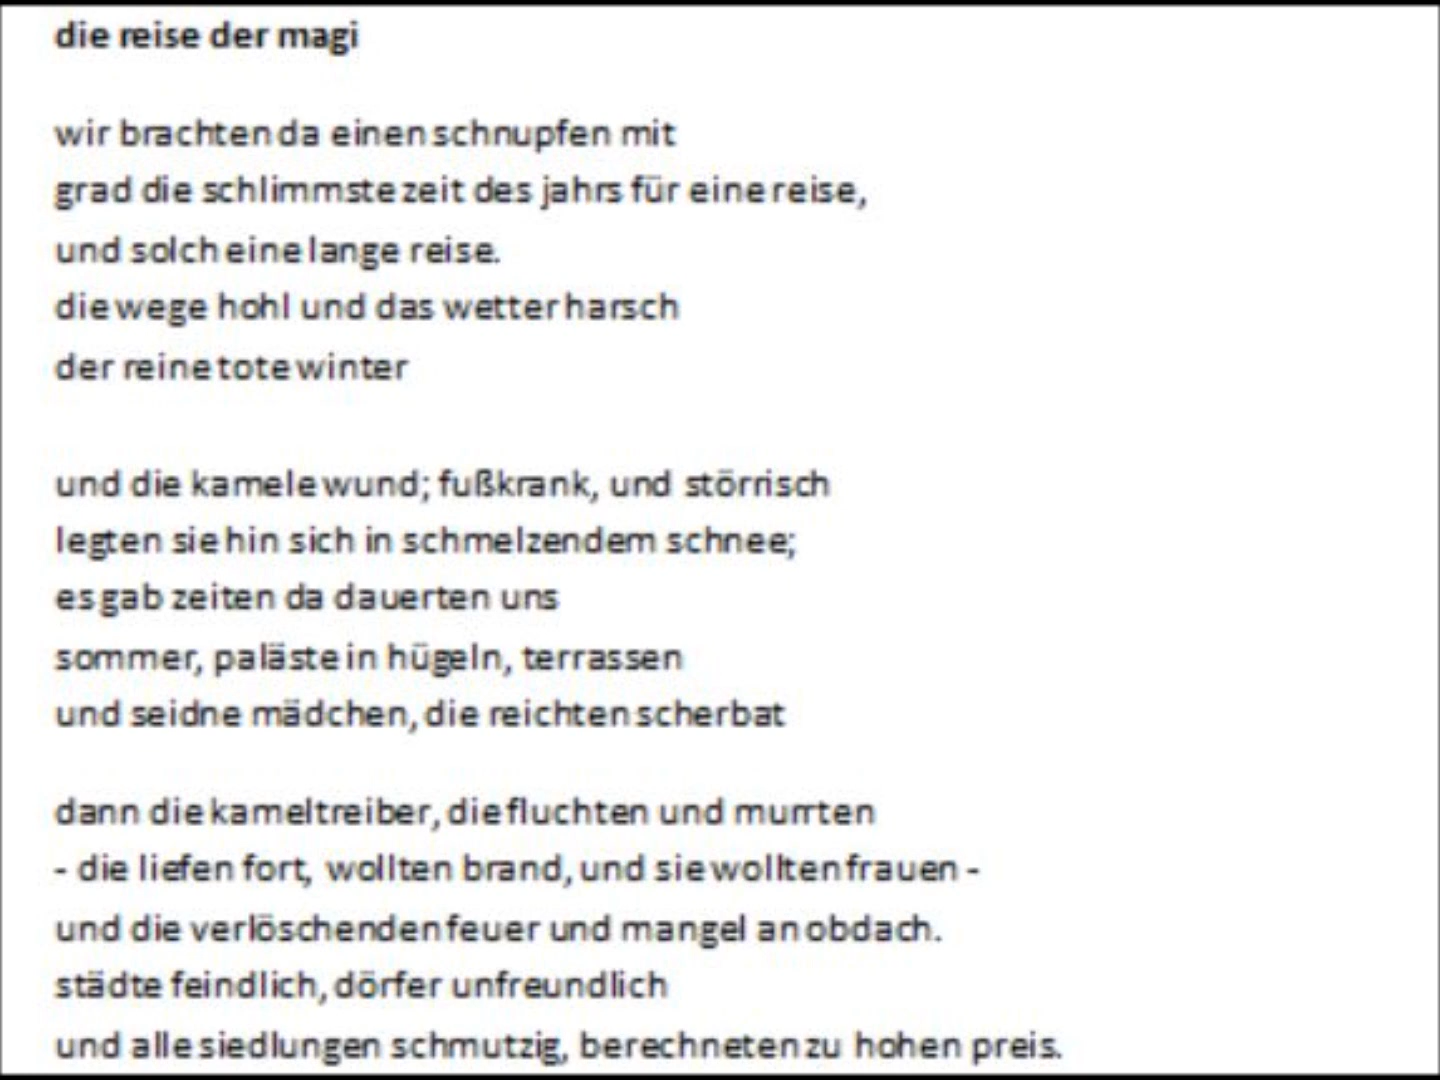 die reise der magi
wir brachten da einen schnupfen mit
grad die schlimmste zeit des jahrs für eine reise,
und solch eine lange reise.
die wege hohl und das wetter harsch
der reine tote winter
und die kamele wund; fußkrank, und störrisch
legten sie hin sich in schmelzendem schnee;
es gab zeiten da dauerten uns
sommer, paläste in hügeln, terrassen
und seidne mädchen, die reichten scherbat
dann die kameltreiber, die fluchten und murrten
- die liefen fort, wollten brand, und sie wollten frauen -
und die verlöschenden feuer und mangel an obdach.
städte feindlich, dörfer unfreundlich
und alle siedlungen schmutzig, berechneten zu hohen preis.